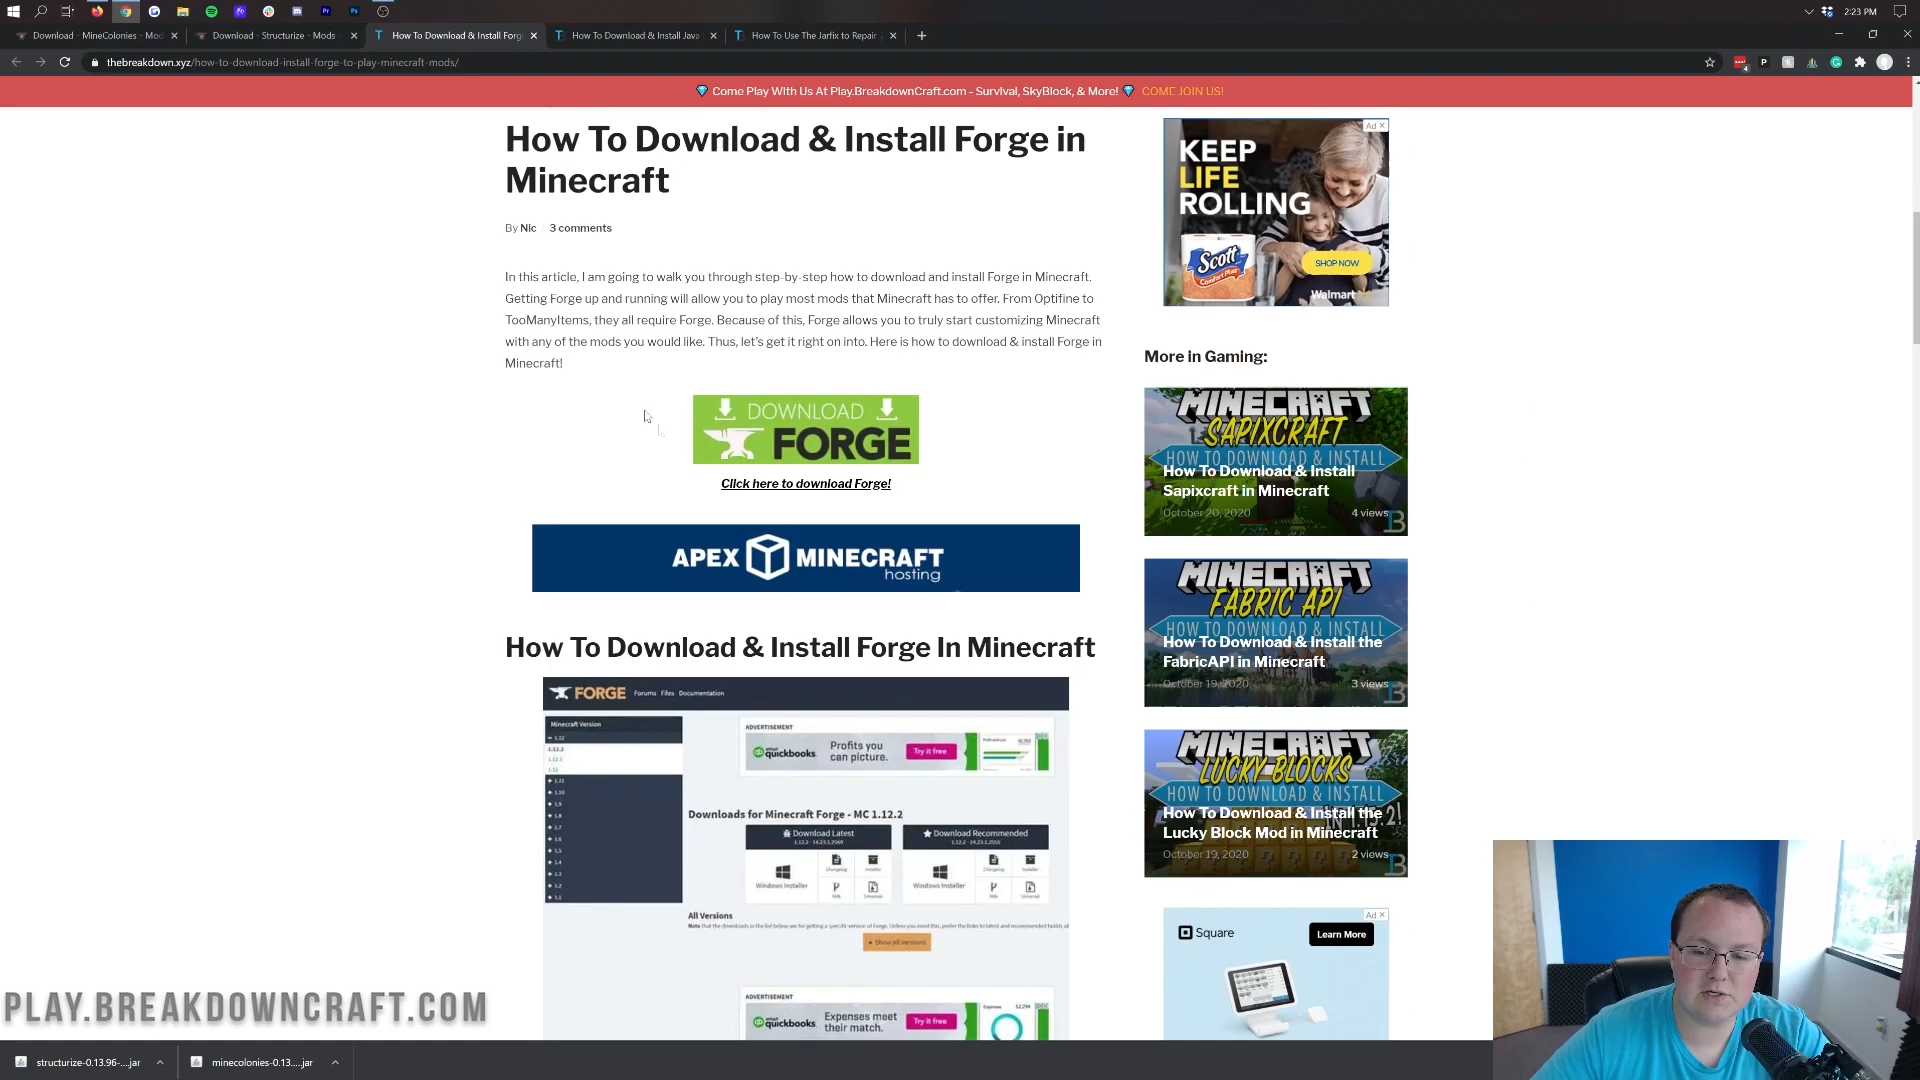 2:23 PM
Download - MineColonies - Mod
Download - Structurize - Mods
How To Download & Install Forge
How To Download & Install Java
How To Use The Jarfix to Repair
thebreakdown.xyz/how-to-download-install-forge-to-play-minecraft-mods/
Come Play With Us At Play.BreakdownCraft.com - Survival, SkyBlock, & More! COME JOIN US!
How To Download & Install Forge in
Minecraft
By Nic
3 comments
In this article, I am going to walk you through step-by-step how to download and install Forge in Minecraft.
Getting Forge up and running will allow you to play most mods that Minecraft has to offer. From Optifine to
TooManyItems, they all require Forge. Because of this, Forge allows you to truly start customizing Minecraft
with any of the mods you would like. Thus, let's get it right on into. Here is how to download & install Forge in
Minecraft!
DOWNLOAD
FORGE
Click here to download Forge!
APEX MINECRAFT
hosting
How To Download & Install Forge In Minecraft
FORGE Forums Files Documentation
Minecraft Version
1.12
1.12.2
ADVERTISEMENT
quickbooks. Profits you
can picture.
Try it free
Downloads for Minecraft Forge - MC 1.12.2
Download Latest
Download Recommended
Windows Installer
Windows Installer
All Versions
Show all versions
ADVERTISEMENT
quickbooks. Expenses meet
their match.
Try it free
Ad
KEEP
LIFE
ROLLING
Scott
SHOP NOW
Walmart
More in Gaming:
MINECRAFT
SAPIXCRAFT
HOW TO DOWNLOAD & INSTALL
How To Download & Install
Sapixcraft in Minecraft
October 20, 2020
4 views
MINECRAFT
FABRIC API
HOW TO DOWNLOAD & INSTALL
How To Download & Install the
FabricAPI in Minecraft
October 19, 2020
3 views
MINECRAFT
LUCKY BLOCKS
HOW TO DOWNLOAD & INSTALL
How To Download & Install the
Lucky Block Mod in Minecraft
October 19, 2020
2 views
Ad
Square
Learn More
PLAY.BREAKDOWNCRAFT.COM
structurize-0.13.96-....jar
minecolonies-0.13.....jar